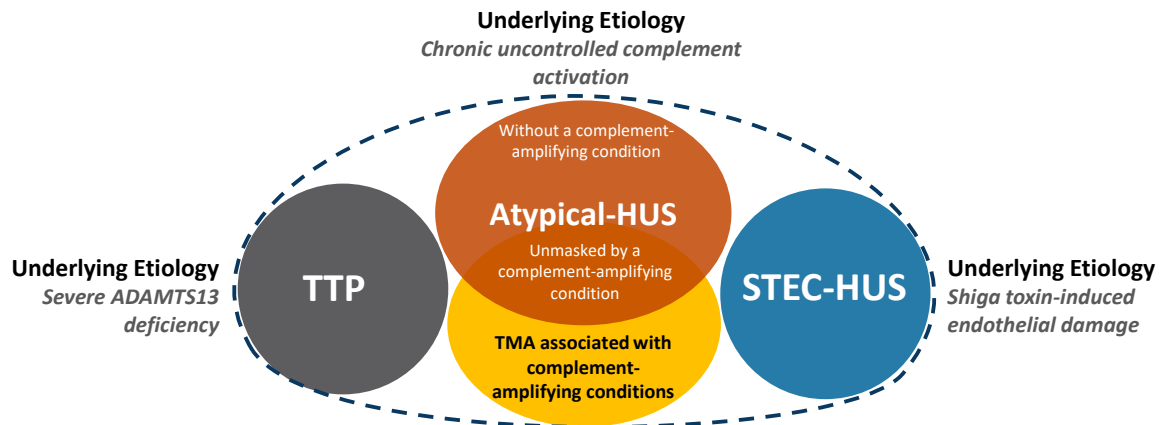 Underlying Etiology
Chronic uncontrolled complement
activation
Without a complement-
amplifying condition
Atypical-HUS
Unmasked by a
complement-amplifying
condition
TTP
STEC-HUS
Underlying Etiology
Severe ADAMTS13
deficiency
Underlying Etiology
Shiga toxin-induced
endothelial damage
TMA associated with
complement-
amplifying conditions